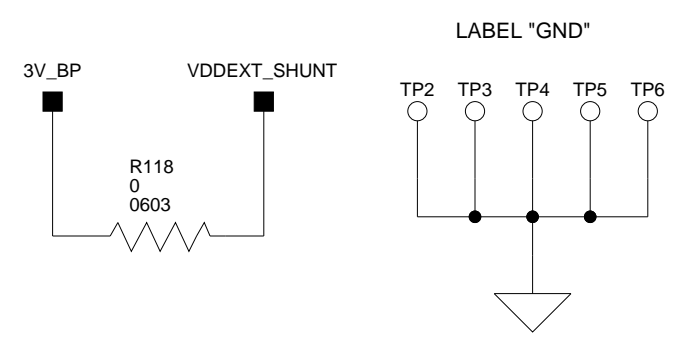 LABEL "GND"
3V_BP VDDEXT_SHUNT
TP2 TP3 TP4 TP5 TP6
R118
0
0603